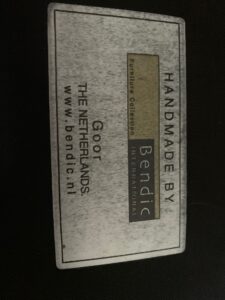 HANDMADE BY
Bendic
INTERNATIONAL
Furniture Collection
Goor
THE NETHERLANDS.
www.bendic.nl